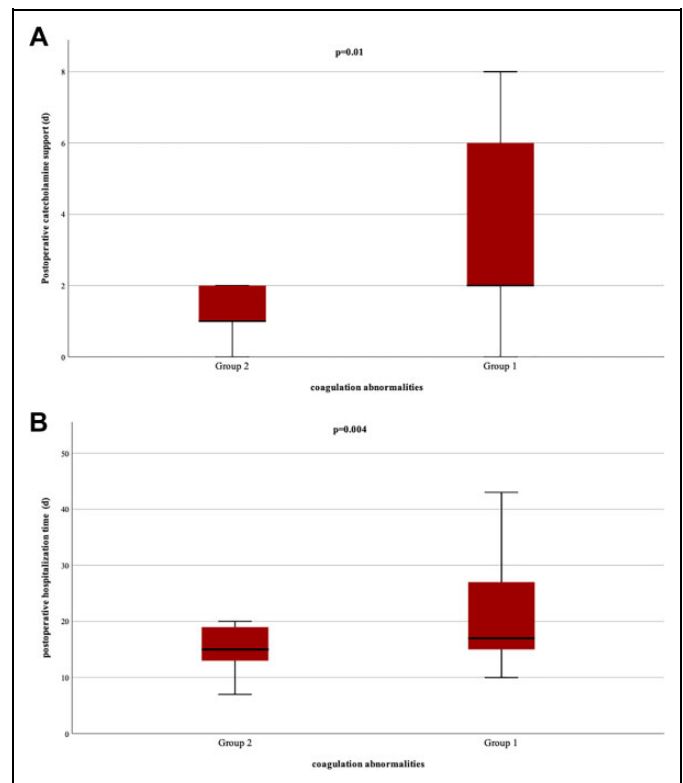 A
p=0.01
Postoperative catecholamine support (d)
8
6
4
2
0
Group 2
Group 1
coagulation abnormalities
B
p=0.004
postoperative hospitalization time (d)
50
40
30
20
10
0
Group 2
Group 1
coagulation abnormalities